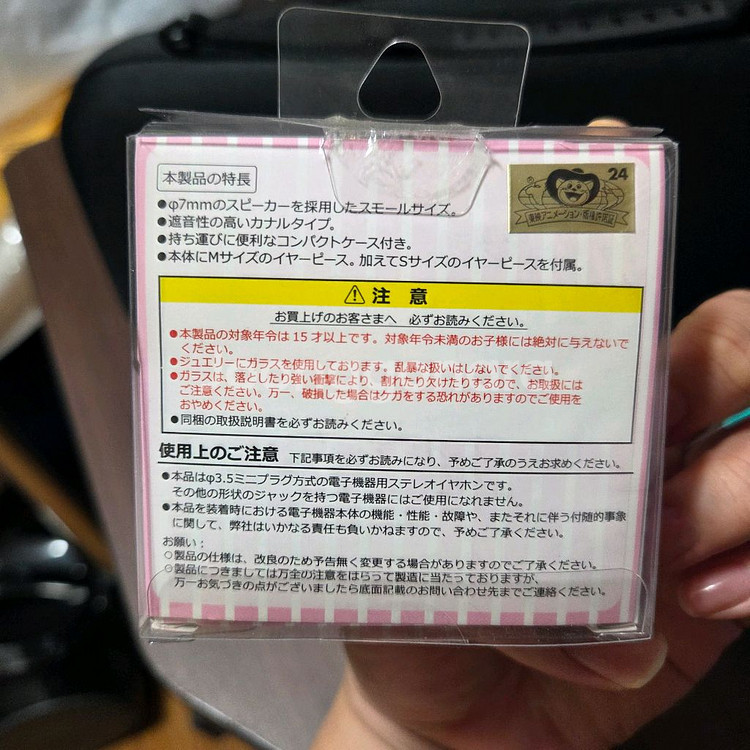 本製品の特長
24
●φ7mmのスピーカーを採用したスモールサイズ。
●遮音性の高いカナルタイプ。
●持ち運びに便利なコンパクトケース付き。
●本体にMサイズのイヤーピース。加えてSサイズのイヤーピースを付属。
東映アニメーション・版権許諾証
⚠注 意
お買上げのお客さまへ 必ずお読みください。
●本製品の対象年令は15才以上です。対象年令未満のお子様には絶対に与えないで
ください。
●ジュエリーにガラスを使用しております。乱暴な扱いはしないでください。
●ガラスは、落としたり強い衝撃により、割れたり欠けたりするので、お取扱には
ご注意ください。万一、破損した場合はケガをする恐れがありますのでご使用を
おやめください。
●同梱の取扱説明書を必ずお読みください。
使用上のご注意 下記事項を必ずお読みになり、予めご了承のうえお求めください。
●本品はφ3.5ミニプラグ方式の電子機器用ステレオイヤホンです。
その他の形状のジャックを持つ電子機器にはご使用になれません。
●本品を装着時における電子機器本体の機能・性能・故障や、またそれに伴う付随的事象
に関して、弊社はいかなる責任も負いかねますので、予めご了承ください。
お願い：
○製品の仕様は、改良のため予告無く変更する場合がありますのでご了承ください。
○製品につきましては万全の注意をはらって製造に当たっておりますが、
万一お気づきの点がございましたら底面記載のお問い合わせ先までご連絡ください。